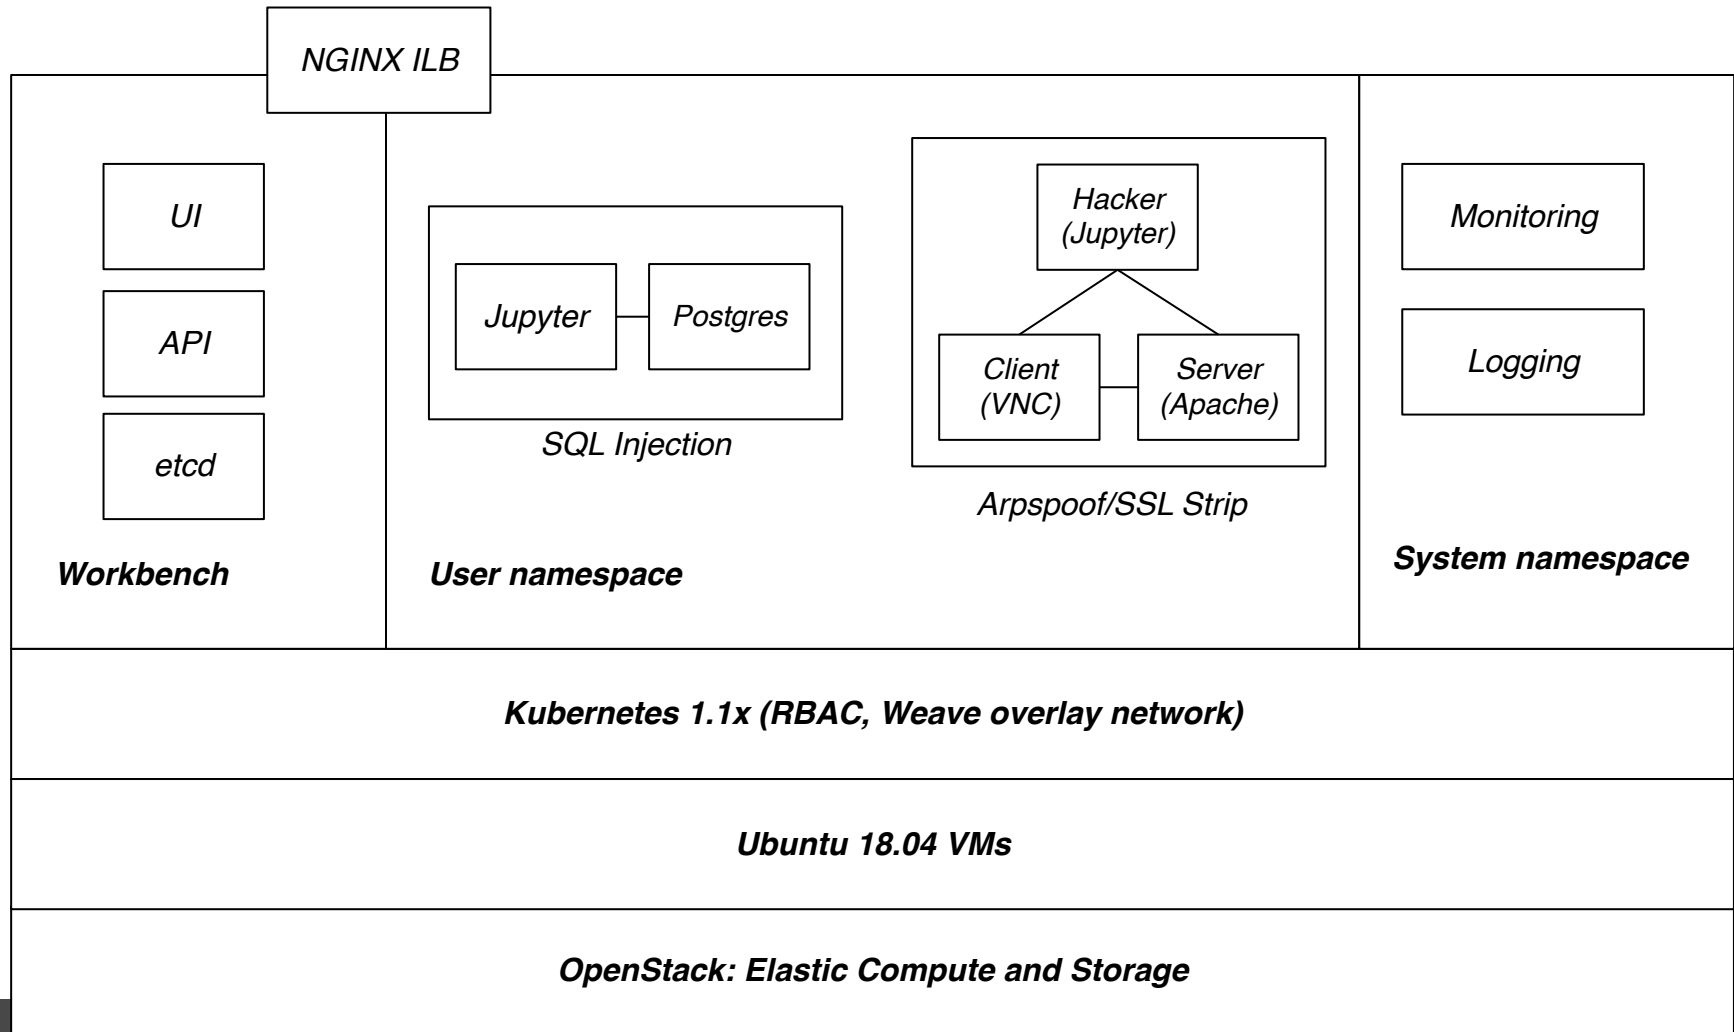 NGINX ILB
UI
API
etcd
Workbench
Jupyter
Postgres
SQL Injection
User namespace
Hacker
(Jupyter)
Client
(VNC)
Server
(Apache)
Arpspoof/SSL Strip
Monitoring
Logging
System namespace
Kubernetes 1.1x (RBAC, Weave overlay network)
Ubuntu 18.04 VMs
OpenStack: Elastic Compute and Storage